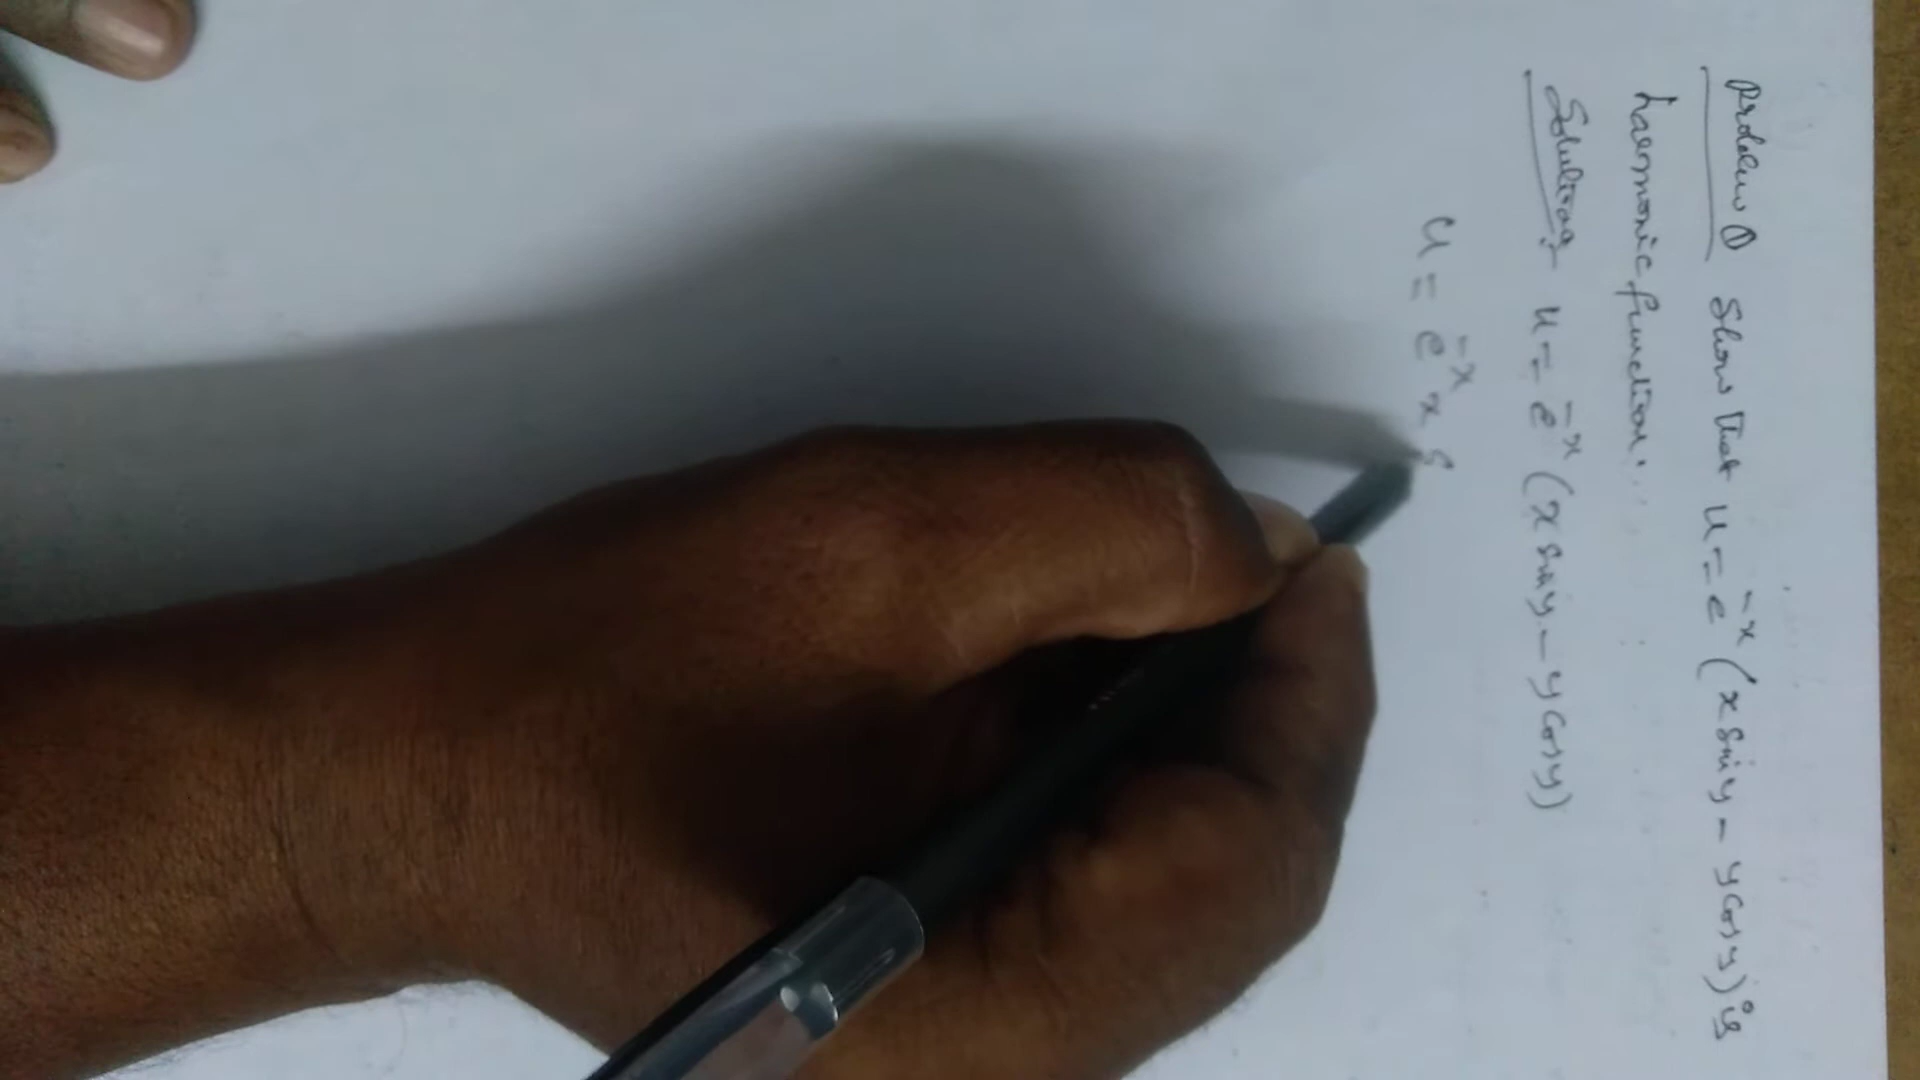 Problem ① Show that u = e^{-x} (x sin y - y cos y) is
harmonic function.
Solution:- u = e^{-x} (x sin y - y cos y)
u = e^{-x} x s